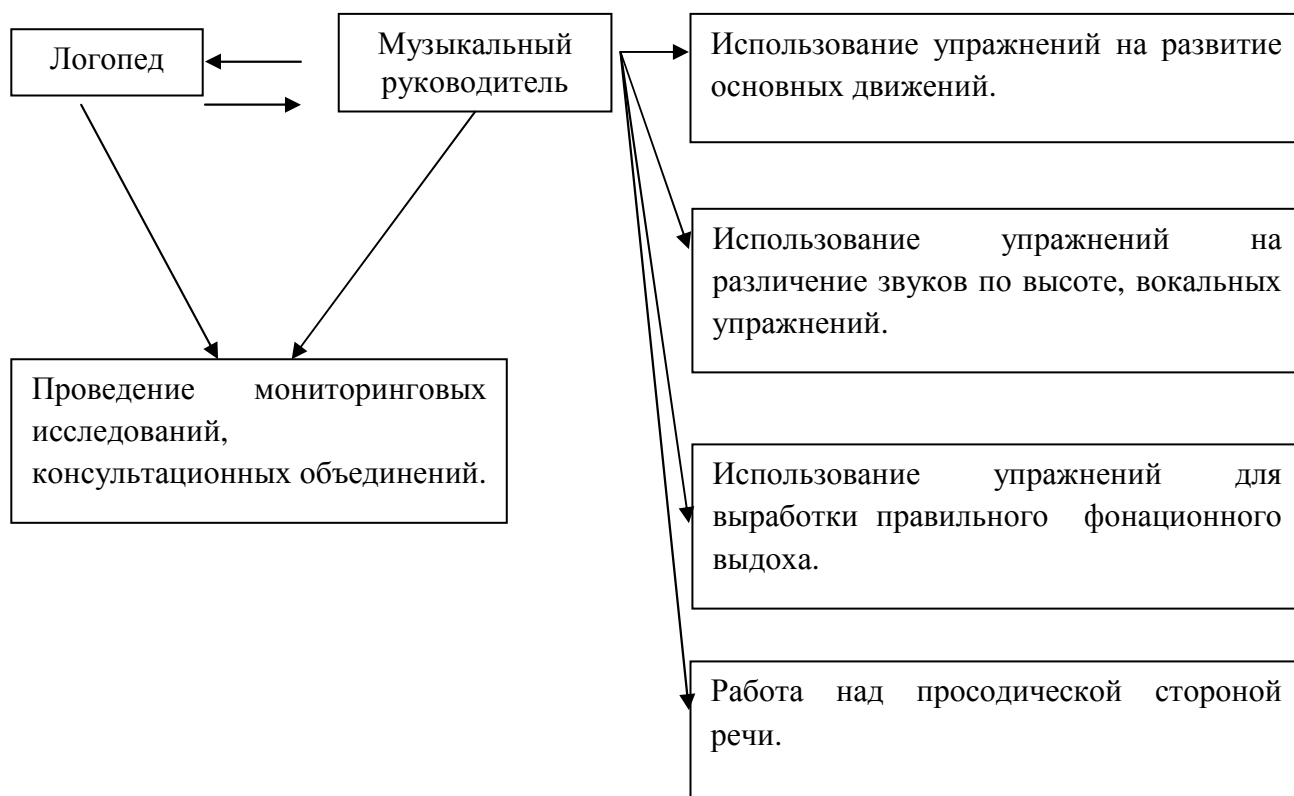 Логопед
Музыкальный
руководитель
Использование упражнений на развитие
основных движений.
Использование упражнений на
различение звуков по высоте, вокальных
упражнений.
Проведение мониторинговых
исследований,
консультационных объединений.
Использование упражнений для
выработки правильного фонационного
выдоха.
Работа над просодической стороной
речи.